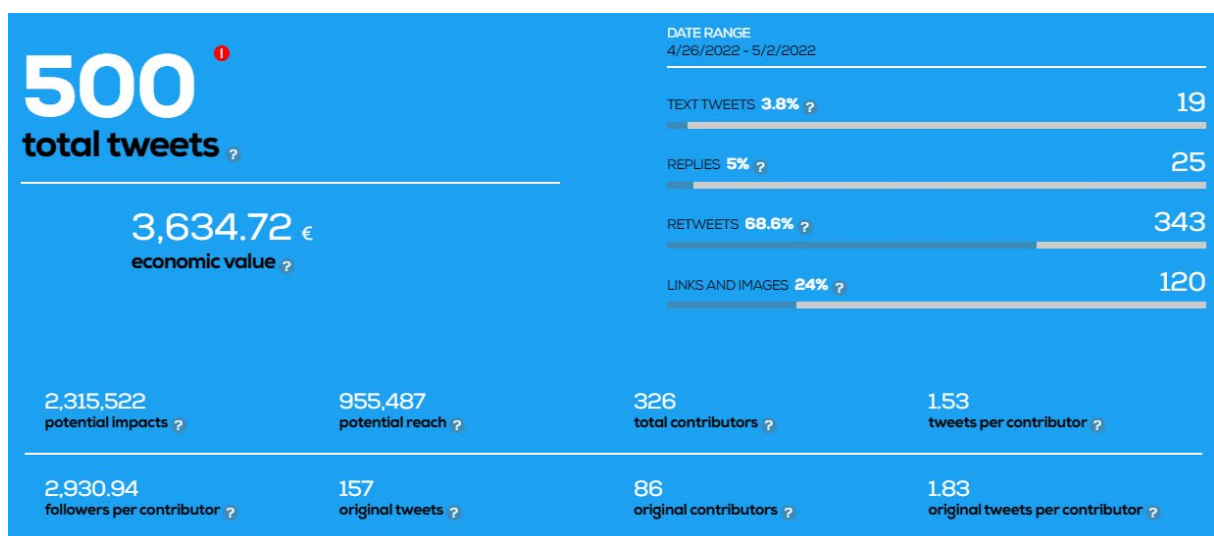 500 !
total tweets ?
3,634.72 €
economic value ?
DATE RANGE
4/26/2022 - 5/2/2022
TEXT TWEETS 3.8% ? 19
REPLIES 5% ? 25
RETWEETS 68.6% ? 343
LINKS AND IMAGES 24% ? 120
2,315,522 955,487 326 1.53
potential impacts ? potential reach ? total contributors ? tweets per contributor ?
2,930.94 157 86 1.83
followers per contributor ? original tweets ? original contributors ? original tweets per contributor ?